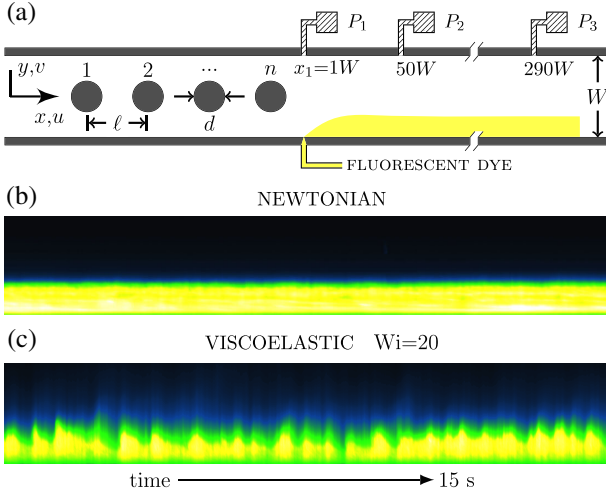 (a)
P1 P2 P3
y,v 1 2 ... n x1=1W 50W 290W
W
x,u ℓ d
FLUORESCENT DYE
(b) NEWTONIAN
(c) VISCOELASTIC Wi=20
time 15 s